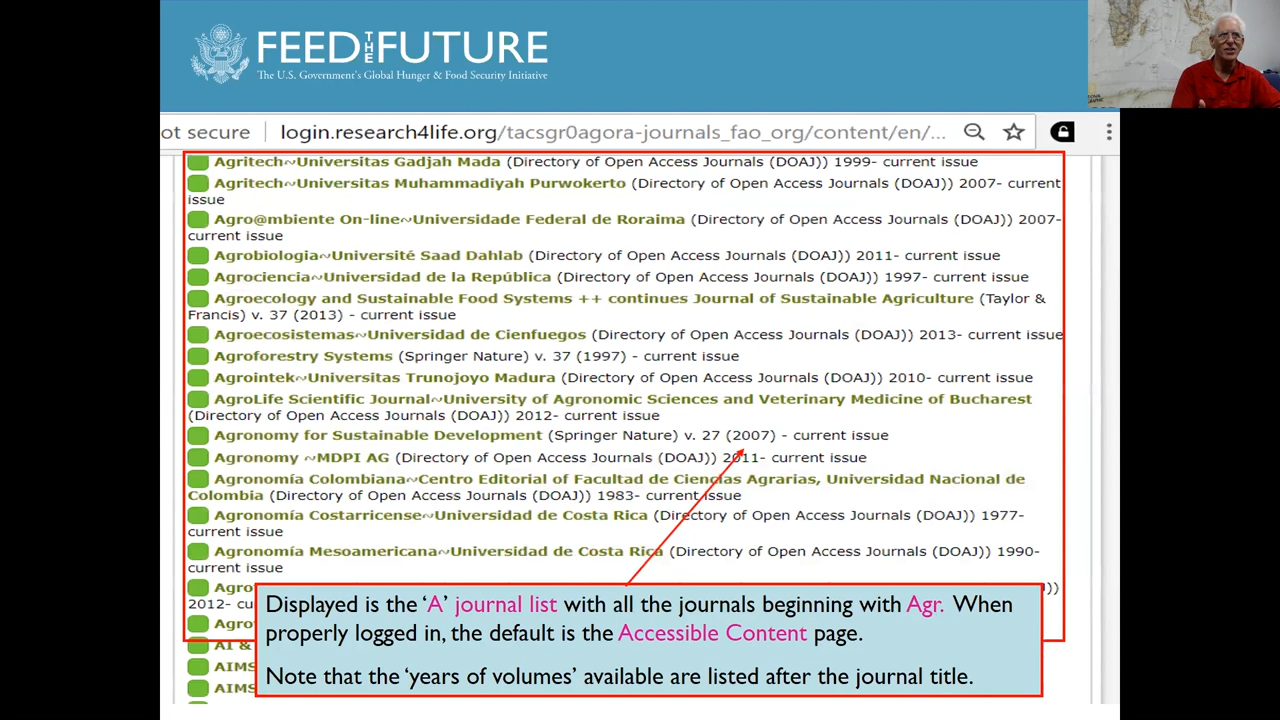 FEED THE FUTURE
The U.S. Government's Global Hunger & Food Security Initiative
ot secure login.research4life.org/tacsgr0agora-journals_fao_org/content/en/...
Agritech~Universitas Gadjah Mada (Directory of Open Access Journals (DOAJ)) 1999- current issue
Agritech~Universitas Muhammadiyah Purwokerto (Directory of Open Access Journals (DOAJ)) 2007- current
issue
Agro@mbiente On-line~Universidade Federal de Roraima (Directory of Open Access Journals (DOAJ)) 2007-
current issue
Agrobiologia~Université Saad Dahlab (Directory of Open Access Journals (DOAJ)) 2011- current issue
Agrociencia~Universidad de la República (Directory of Open Access Journals (DOAJ)) 1997- current issue
Agroecology and Sustainable Food Systems ++ continues Journal of Sustainable Agriculture (Taylor &
Francis) v. 37 (2013) - current issue
Agroecosistemas~Universidad de Cienfuegos (Directory of Open Access Journals (DOAJ)) 2013- current issue
Agroforestry Systems (Springer Nature) v. 37 (1997) - current issue
Agrointek~Universitas Trunojoyo Madura (Directory of Open Access Journals (DOAJ)) 2010- current issue
AgroLife Scientific Journal~University of Agronomic Sciences and Veterinary Medicine of Bucharest
(Directory of Open Access Journals (DOAJ)) 2012- current issue
Agronomy for Sustainable Development (Springer Nature) v. 27 (2007) - current issue
Agronomy ~MDPI AG (Directory of Open Access Journals (DOAJ)) 2011- current issue
Agronomía Colombiana~Centro Editorial of Facultad de Ciencias Agrarias, Universidad Nacional de
Colombia (Directory of Open Access Journals (DOAJ)) 1983- current issue
Agronomía Costarricense~Universidad de Costa Rica (Directory of Open Access Journals (DOAJ)) 1977-
current issue
Agronomía Mesoamericana~Universidad de Costa Rica (Directory of Open Access Journals (DOAJ)) 1990-
current issue
Agro
2012- cu
Agro
AI &
AIMS
AIMS
Displayed is the 'A' journal list with all the journals beginning with Agr. When
properly logged in, the default is the Accessible Content page.
Note that the 'years of volumes' available are listed after the journal title.